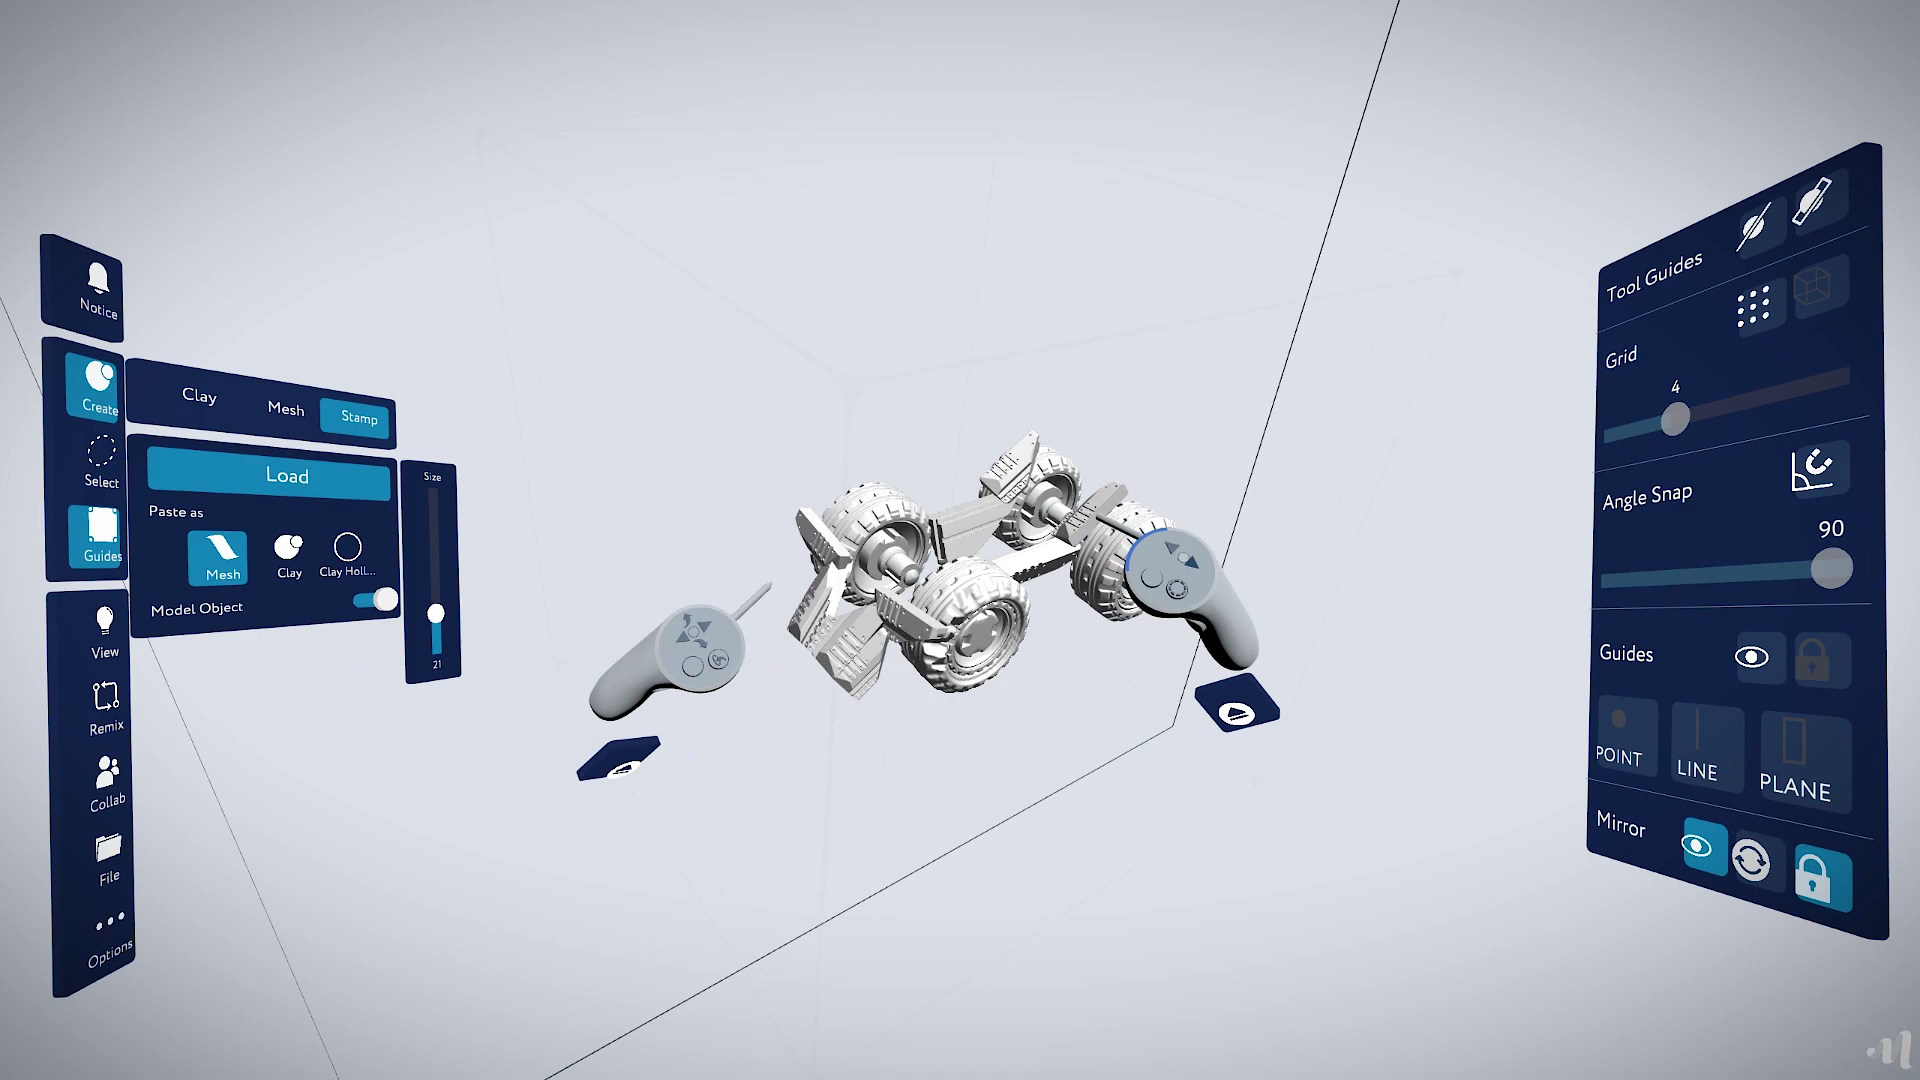 Notice
Create
Select
Guides
View
Remix
Collab
File
Options
Clay
Mesh
Stamp
Load
Paste as
Mesh
Clay
Clay Holl...
Model Object
Size
21
Tool Guides
Grid
4
Angle Snap
90
Guides
POINT
LINE
PLANE
Mirror